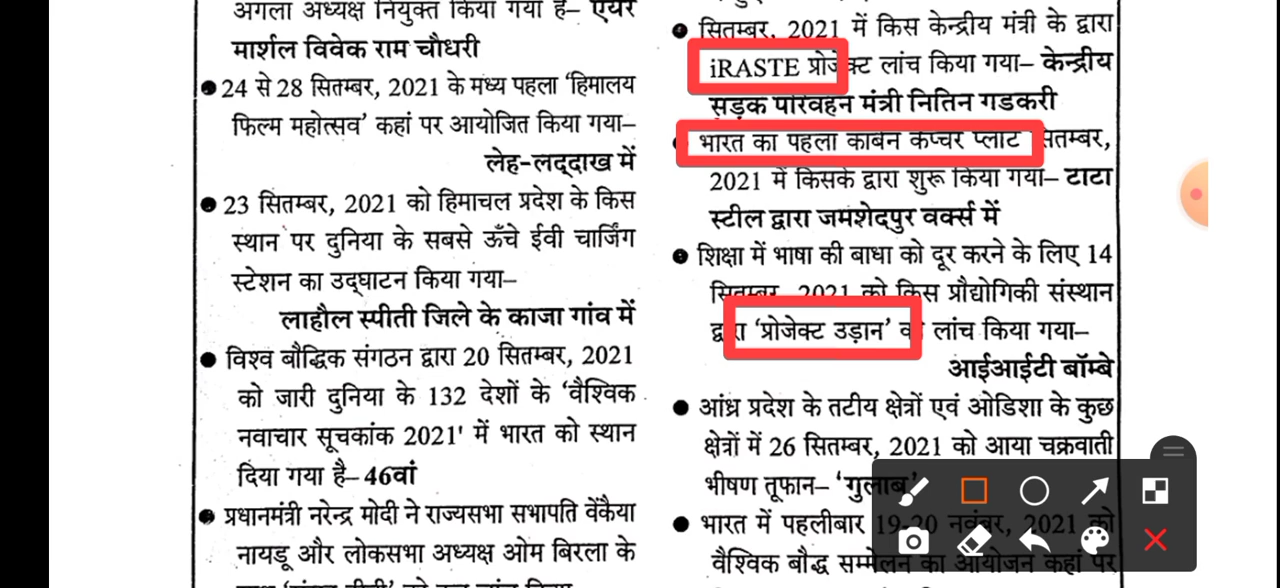 अगला अध्यक्ष नियुक्त किया गया है– एयर
मार्शल विवेक राम चौधरी
● 24 से 28 सितम्बर, 2021 के मध्य पहला 'हिमालय
फिल्म महोत्सव' कहां पर आयोजित किया गया–
लेह-लद्दाख में
● 23 सितम्बर, 2021 को हिमाचल प्रदेश के किस
स्थान पर दुनिया के सबसे ऊँचे ईवी चार्जिंग
स्टेशन का उद्घाटन किया गया–
लाहौल स्पीती जिले के काजा गांव में
● विश्व बौद्धिक संगठन द्वारा 20 सितम्बर, 2021
को जारी दुनिया के 132 देशों के 'वैश्विक
नवाचार सूचकांक 2021' में भारत को स्थान
दिया गया है– 46वां
● प्रधानमंत्री नरेन्द्र मोदी ने राज्यसभा सभापति वेंकैया
नायडू और लोकसभा अध्यक्ष ओम बिरला के
● सितम्बर, 2021 में किस केन्द्रीय मंत्री के द्वारा
iRASTE प्रोजेक्ट लांच किया गया– केन्द्रीय
सड़क परिवहन मंत्री नितिन गडकरी
● भारत का पहला कार्बन कैप्चर प्लांट सितम्बर,
2021 में किसके द्वारा शुरू किया गया– टाटा
स्टील द्वारा जमशेदपुर वर्क्स में
● शिक्षा में भाषा की बाधा को दूर करने के लिए 14
सितम्बर, 2021 को किस प्रौद्योगिकी संस्थान
द्वारा 'प्रोजेक्ट उड़ान' को लांच किया गया–
आईआईटी बॉम्बे
● आंध्र प्रदेश के तटीय क्षेत्रों एवं ओडिशा के कुछ
क्षेत्रों में 26 सितम्बर, 2021 को आया चक्रवाती
भीषण तूफान– 'गुलाब'
● भारत में पहलीबार 19-20 नवंबर, 2021 को
वैश्विक बौद्ध सम्मेलन का आयोजन कहां पर